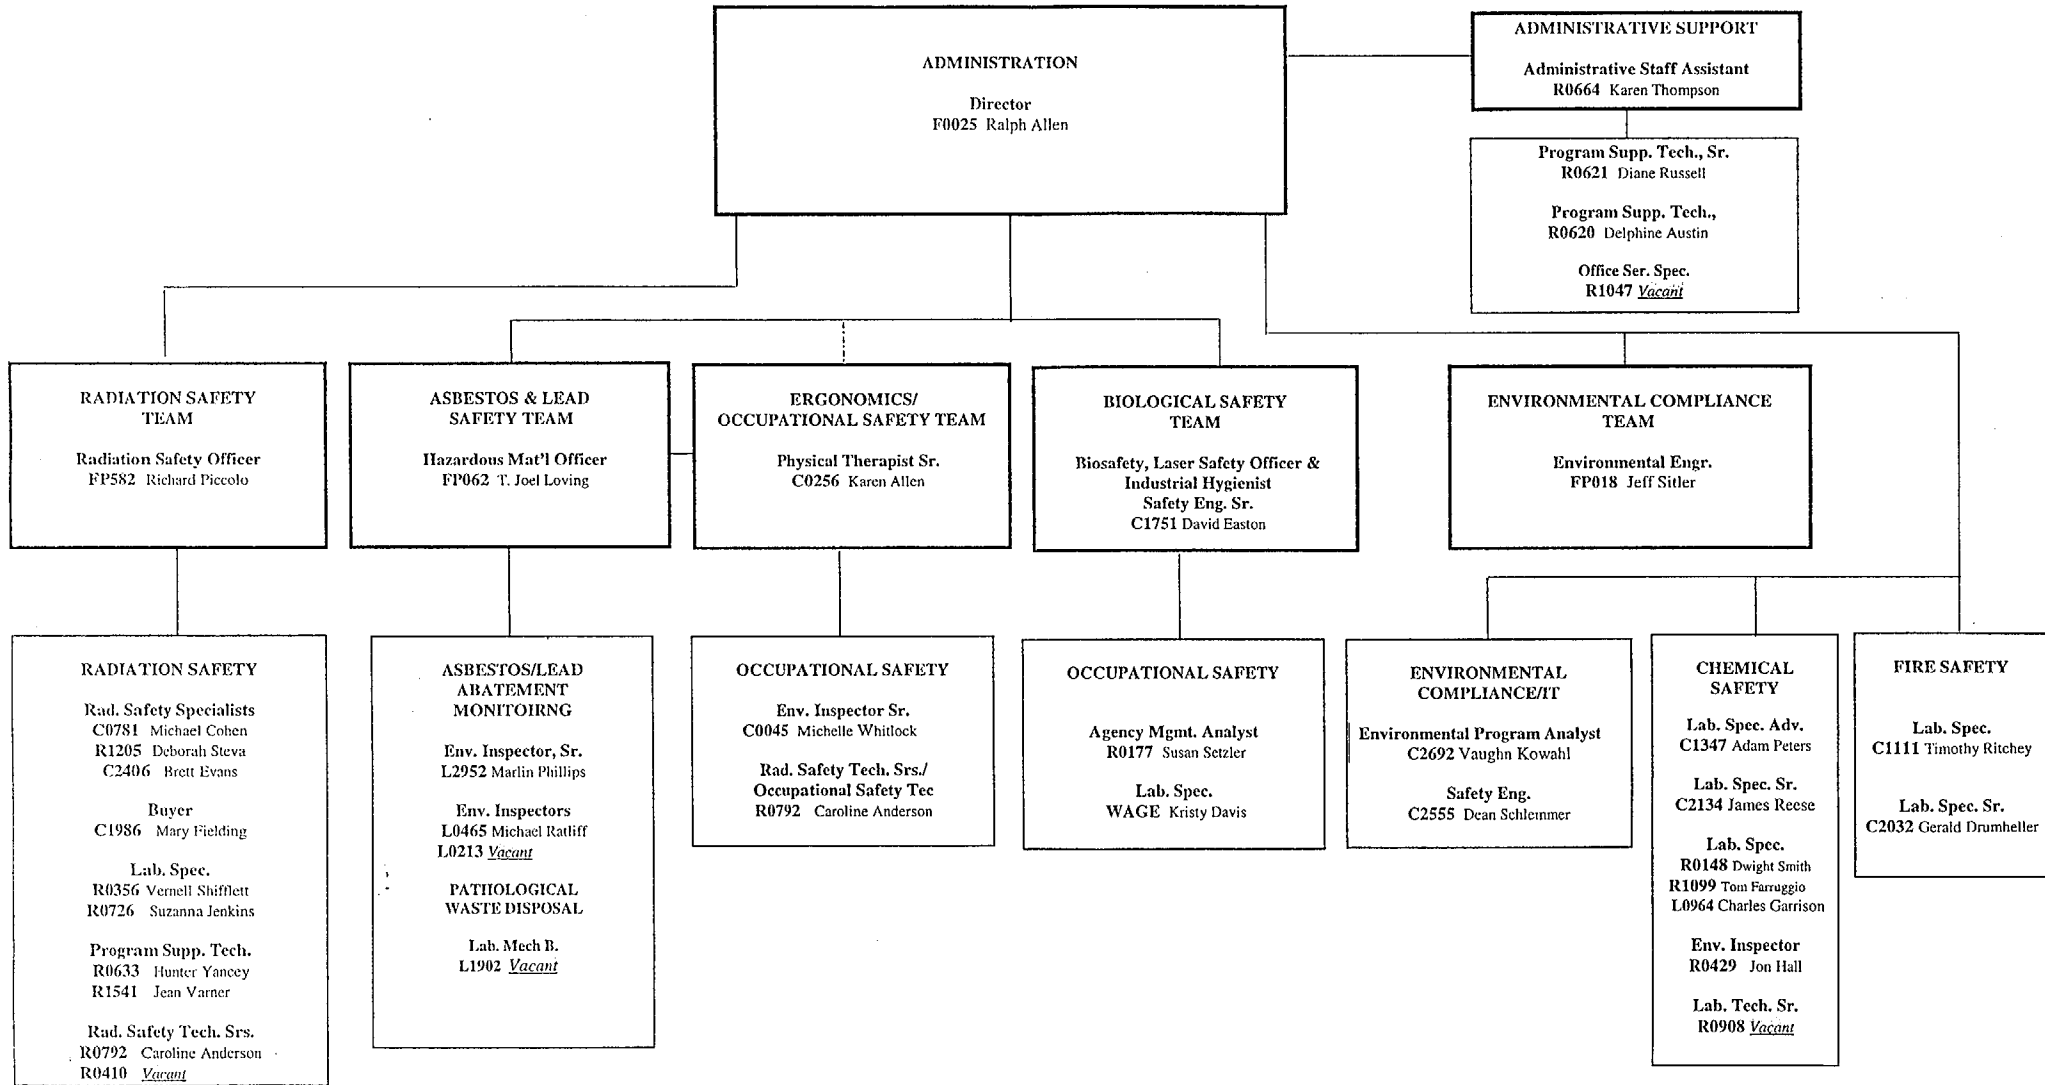 ADMINISTRATION
Director
F0025 Ralph Allen
ADMINISTRATIVE SUPPORT
Administrative Staff Assistant
R0664 Karen Thompson
Program Supp. Tech., Sr.
R0621 Diane Russell
Program Supp. Tech.,
R0620 Delphine Austin
Office Ser. Spec.
R1047 Vacant
RADIATION SAFETY
TEAM
Radiation Safety Officer
FP582 Richard Piccolo
ASBESTOS & LEAD
SAFETY TEAM
Hazardous Mat'l Officer
FP062 T. Joel Loving
ERGONOMICS/
OCCUPATIONAL SAFETY TEAM
Physical Therapist Sr.
C0256 Karen Allen
BIOLOGICAL SAFETY
TEAM
Biosafety, Laser Safety Officer &
Industrial Hygienist
Safety Eng. Sr.
C1751 David Easton
ENVIRONMENTAL COMPLIANCE
TEAM
Environmental Engr.
FP018 Jeff Sitler
RADIATION SAFETY
Rad. Safety Specialists
C0781 Michael Cohen
R1205 Deborah Steva
C2406 Brett Evans
Buyer
C1986 Mary Fielding
Lab. Spec.
R0356 Vernell Shifflett
R0726 Suzanna Jenkins
Program Supp. Tech.
R0633 Hunter Yancey
R1541 Jean Varner
Rad. Safety Tech. Srs.
R0792 Caroline Anderson
R0410 Vacant
ASBESTOS/LEAD
ABATEMENT
MONITOIRNG
Env. Inspector, Sr.
L2952 Marlin Phillips
Env. Inspectors
L0465 Michael Ratliff
L0213 Vacant
PATHOLOGICAL
WASTE DISPOSAL
Lab. Mech B.
L1902 Vacant
OCCUPATIONAL SAFETY
Env. Inspector Sr.
C0045 Michelle Whitlock
Rad. Safety Tech. Srs./
Occupational Safety Tec
R0792 Caroline Anderson
OCCUPATIONAL SAFETY
Agency Mgmt. Analyst
R0177 Susan Setzler
Lab. Spec.
WAGE Kristy Davis
ENVIRONMENTAL
COMPLIANCE/IT
Environmental Program Analyst
C2692 Vaughn Kowahl
Safety Eng.
C2555 Dean Schlemmer
CHEMICAL
SAFETY
Lab. Spec. Adv.
C1347 Adam Peters
Lab. Spec. Sr.
C2134 James Reese
Lab. Spec.
R0148 Dwight Smith
R1099 Tom Farruggio
L0964 Charles Garrison
Env. Inspector
R0429 Jon Hall
Lab. Tech. Sr.
R0908 Vacant
FIRE SAFETY
Lab. Spec.
C1111 Timothy Ritchey
Lab. Spec. Sr.
C2032 Gerald Drumheller